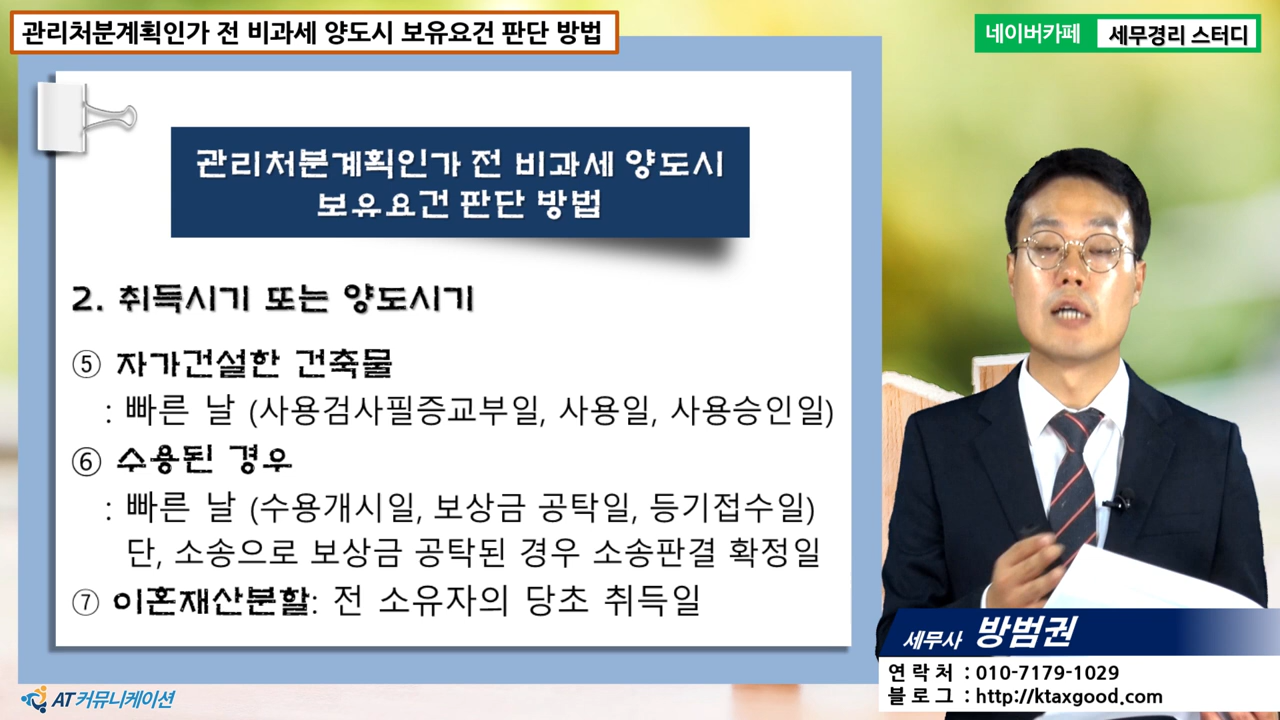 관리처분계획인가 전 비과세 양도시 보유요건 판단 방법
네이버카페 세무경리 스터디
관리처분계획인가 전 비과세 양도시
보유요건 판단 방법
2. 취득시기 또는 양도시기
⑤ 자가건설한 건축물
: 빠른 날 (사용검사필증교부일, 사용일, 사용승인일)
⑥ 수용된 경우
: 빠른 날 (수용개시일, 보상금 공탁일, 등기접수일)
단, 소송으로 보상금 공탁된 경우 소송판결 확정일
⑦ 이혼재산분할: 전 소유자의 당초 취득일
세무사 방범권
연락처 : 010-7179-1029
블로그 : http://ktaxgood.com
AT커뮤니케이션